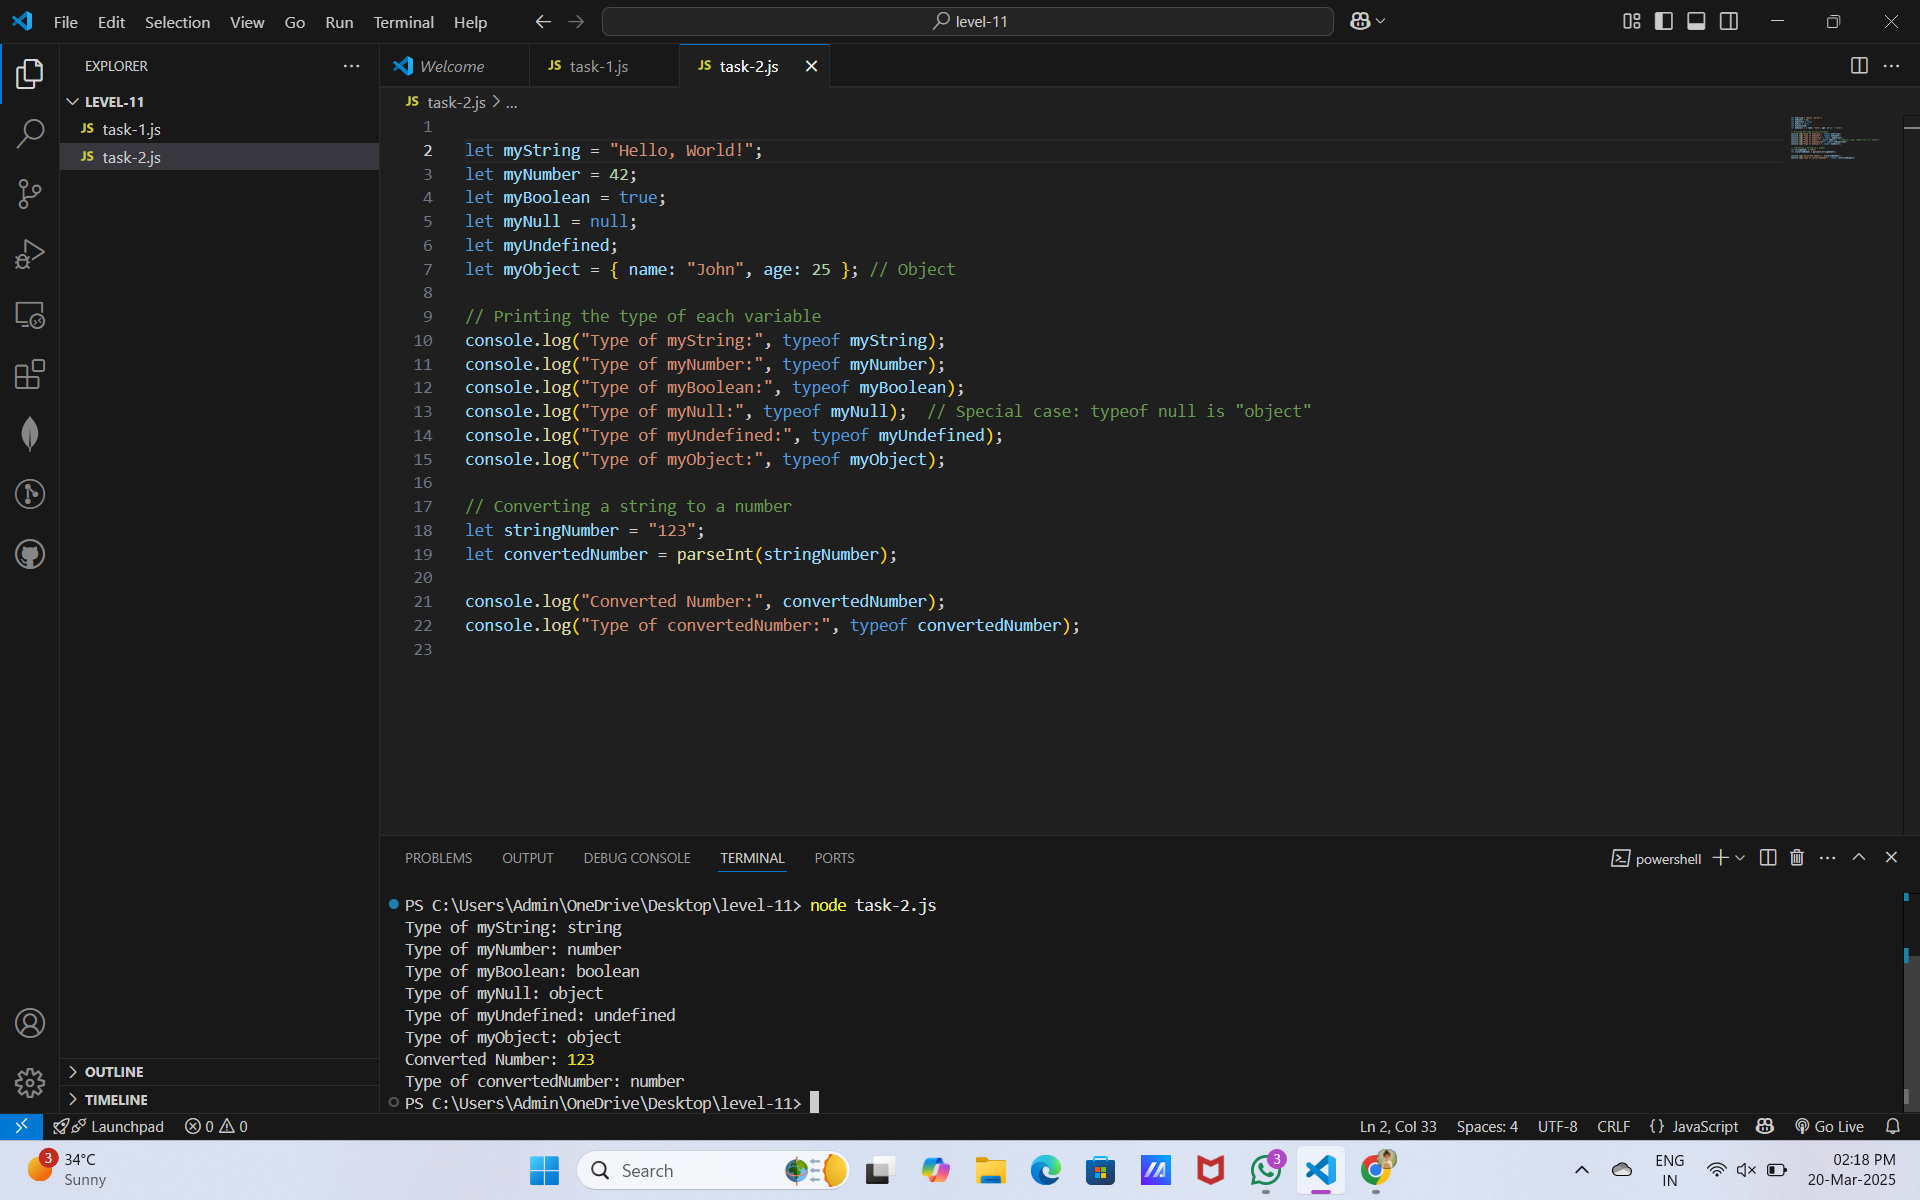 File Edit Selection View Go Run Terminal Help
level-11
EXPLORER
LEVEL-11
JS task-1.js
JS task-2.js
Welcome
JS task-1.js
JS task-2.js
JS task-2.js > ...
1
2 let myString = "Hello, World!";
3 let myNumber = 42;
4 let myBoolean = true;
5 let myNull = null;
6 let myUndefined;
7 let myObject = { name: "John", age: 25 }; // Object
8
9 // Printing the type of each variable
10 console.log("Type of myString:", typeof myString);
11 console.log("Type of myNumber:", typeof myNumber);
12 console.log("Type of myBoolean:", typeof myBoolean);
13 console.log("Type of myNull:", typeof myNull);  // Special case: typeof null is "object"
14 console.log("Type of myUndefined:", typeof myUndefined);
15 console.log("Type of myObject:", typeof myObject);
16
17 // Converting a string to a number
18 let stringNumber = "123";
19 let convertedNumber = parseInt(stringNumber);
20
21 console.log("Converted Number:", convertedNumber);
22 console.log("Type of convertedNumber:", typeof convertedNumber);
23
PROBLEMS OUTPUT DEBUG CONSOLE TERMINAL PORTS
powershell
PS C:\Users\Admin\OneDrive\Desktop\level-11> node task-2.js
Type of myString: string
Type of myNumber: number
Type of myBoolean: boolean
Type of myNull: object
Type of myUndefined: undefined
Type of myObject: object
Converted Number: 123
Type of convertedNumber: number
PS C:\Users\Admin\OneDrive\Desktop\level-11>
OUTLINE
TIMELINE
Launchpad 0 0
Ln 2, Col 33 Spaces: 4 UTF-8 CRLF {} JavaScript Go Live
3
34°C
Sunny
Search
3
ENG
IN
02:18 PM
20-Mar-2025